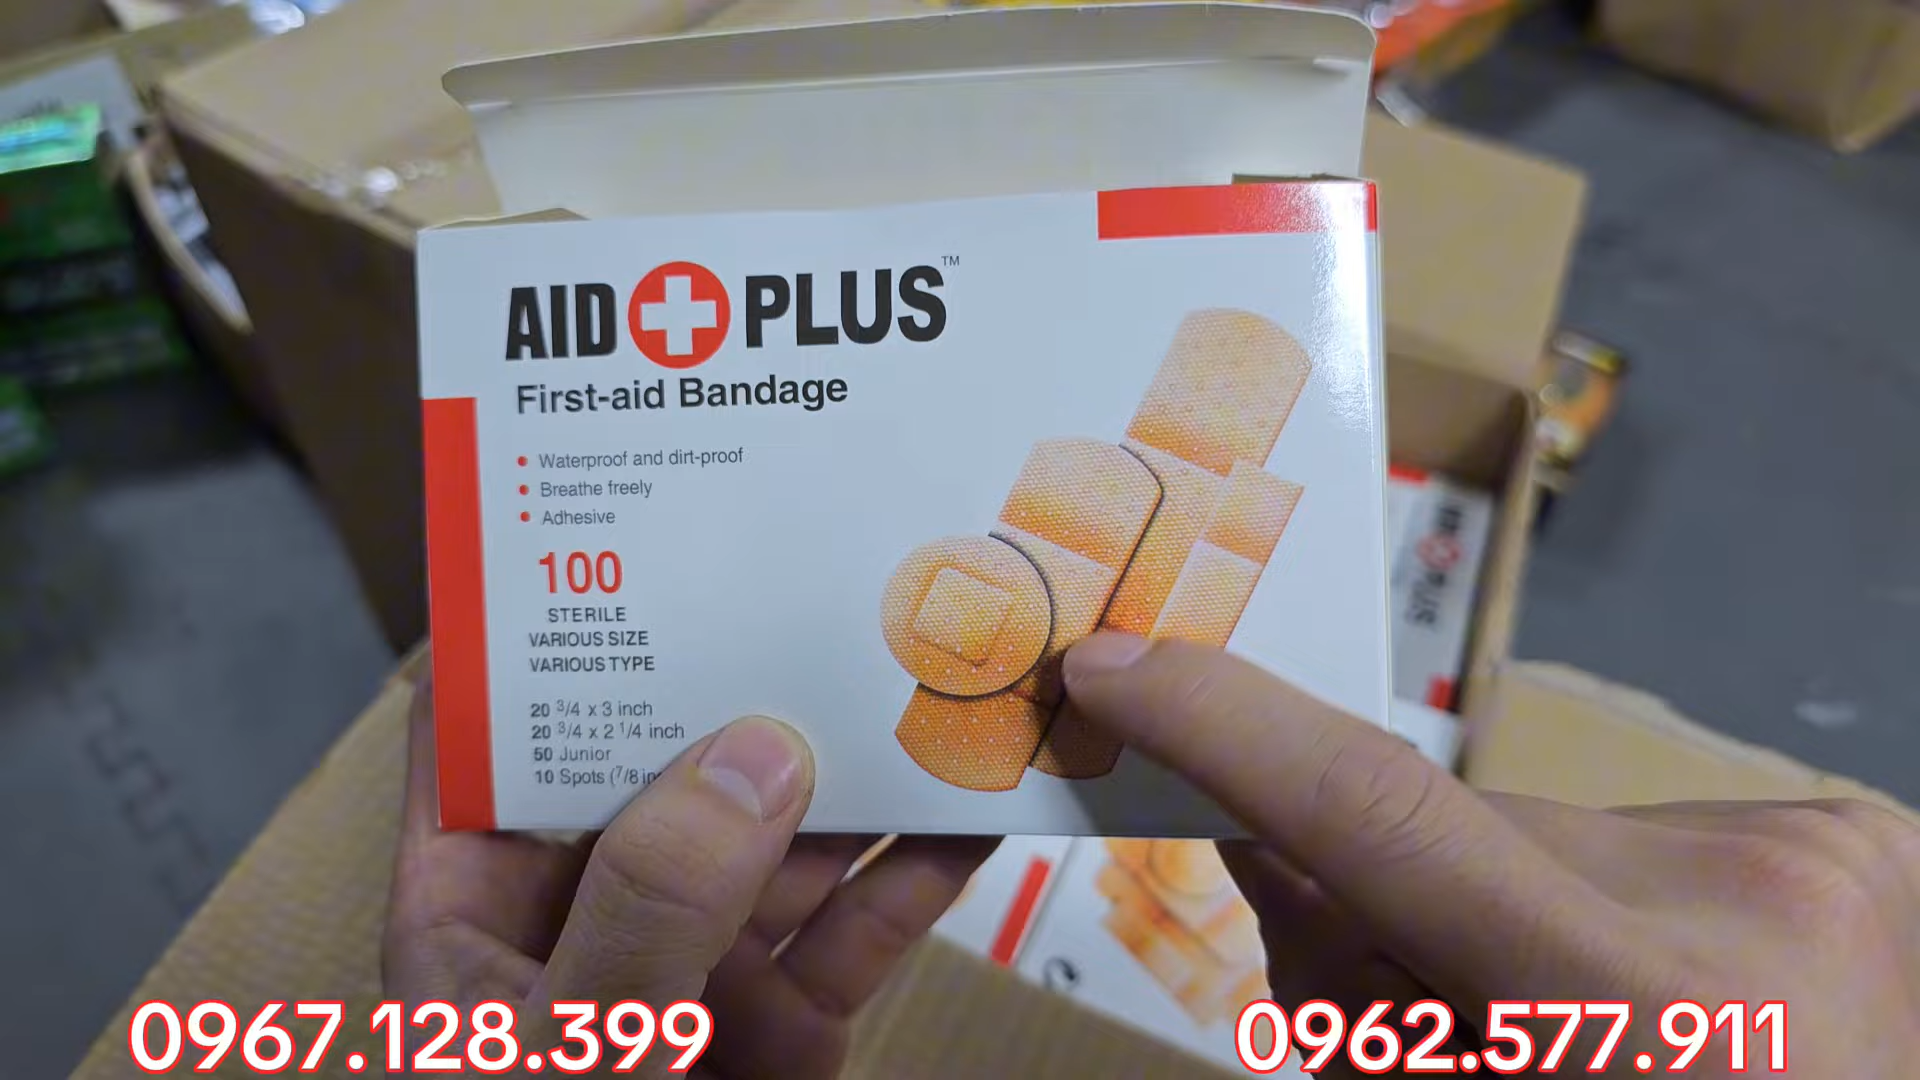 AID PLUS™
First-aid Bandage
Waterproof and dirt-proof
Breathe freely
Adhesive
100
STERILE
VARIOUS SIZE
VARIOUS TYPE
20 3/4 x 3 inch
20 3/4 x 2 1/4 inch
50 Junior
10 Spots (7/8
AID PLUS
0967.128.399
0962.577.911